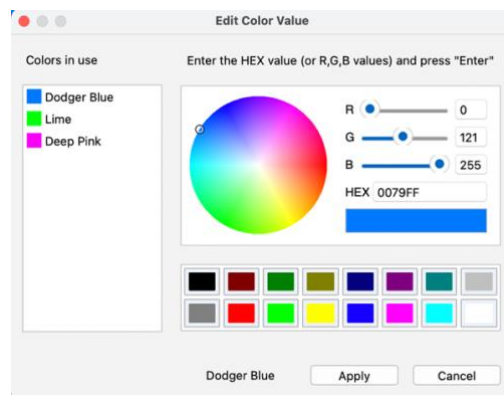 Edit Color Value
Colors in use
Enter the HEX value (or R,G,B values) and press "Enter"
Dodger Blue
Lime
Deep Pink
R 0
G 121
B 255
HEX 0079FF
Dodger Blue
Apply
Cancel